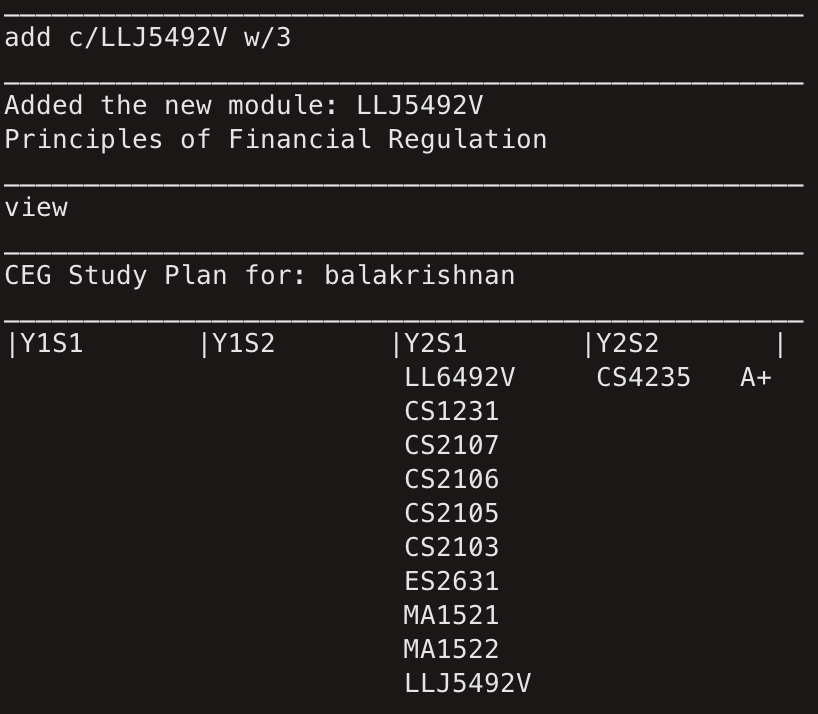 add c/LLJ5492V w/3
Added the new module: LLJ5492V
Principles of Financial Regulation
view
CEG Study Plan for: balakrishnan
|Y1S1 |Y1S2 |Y2S1 |Y2S2 |
LL6492V CS4235 A+
CS1231
CS2107
CS2106
CS2105
CS2103
ES2631
MA1521
MA1522
LLJ5492V